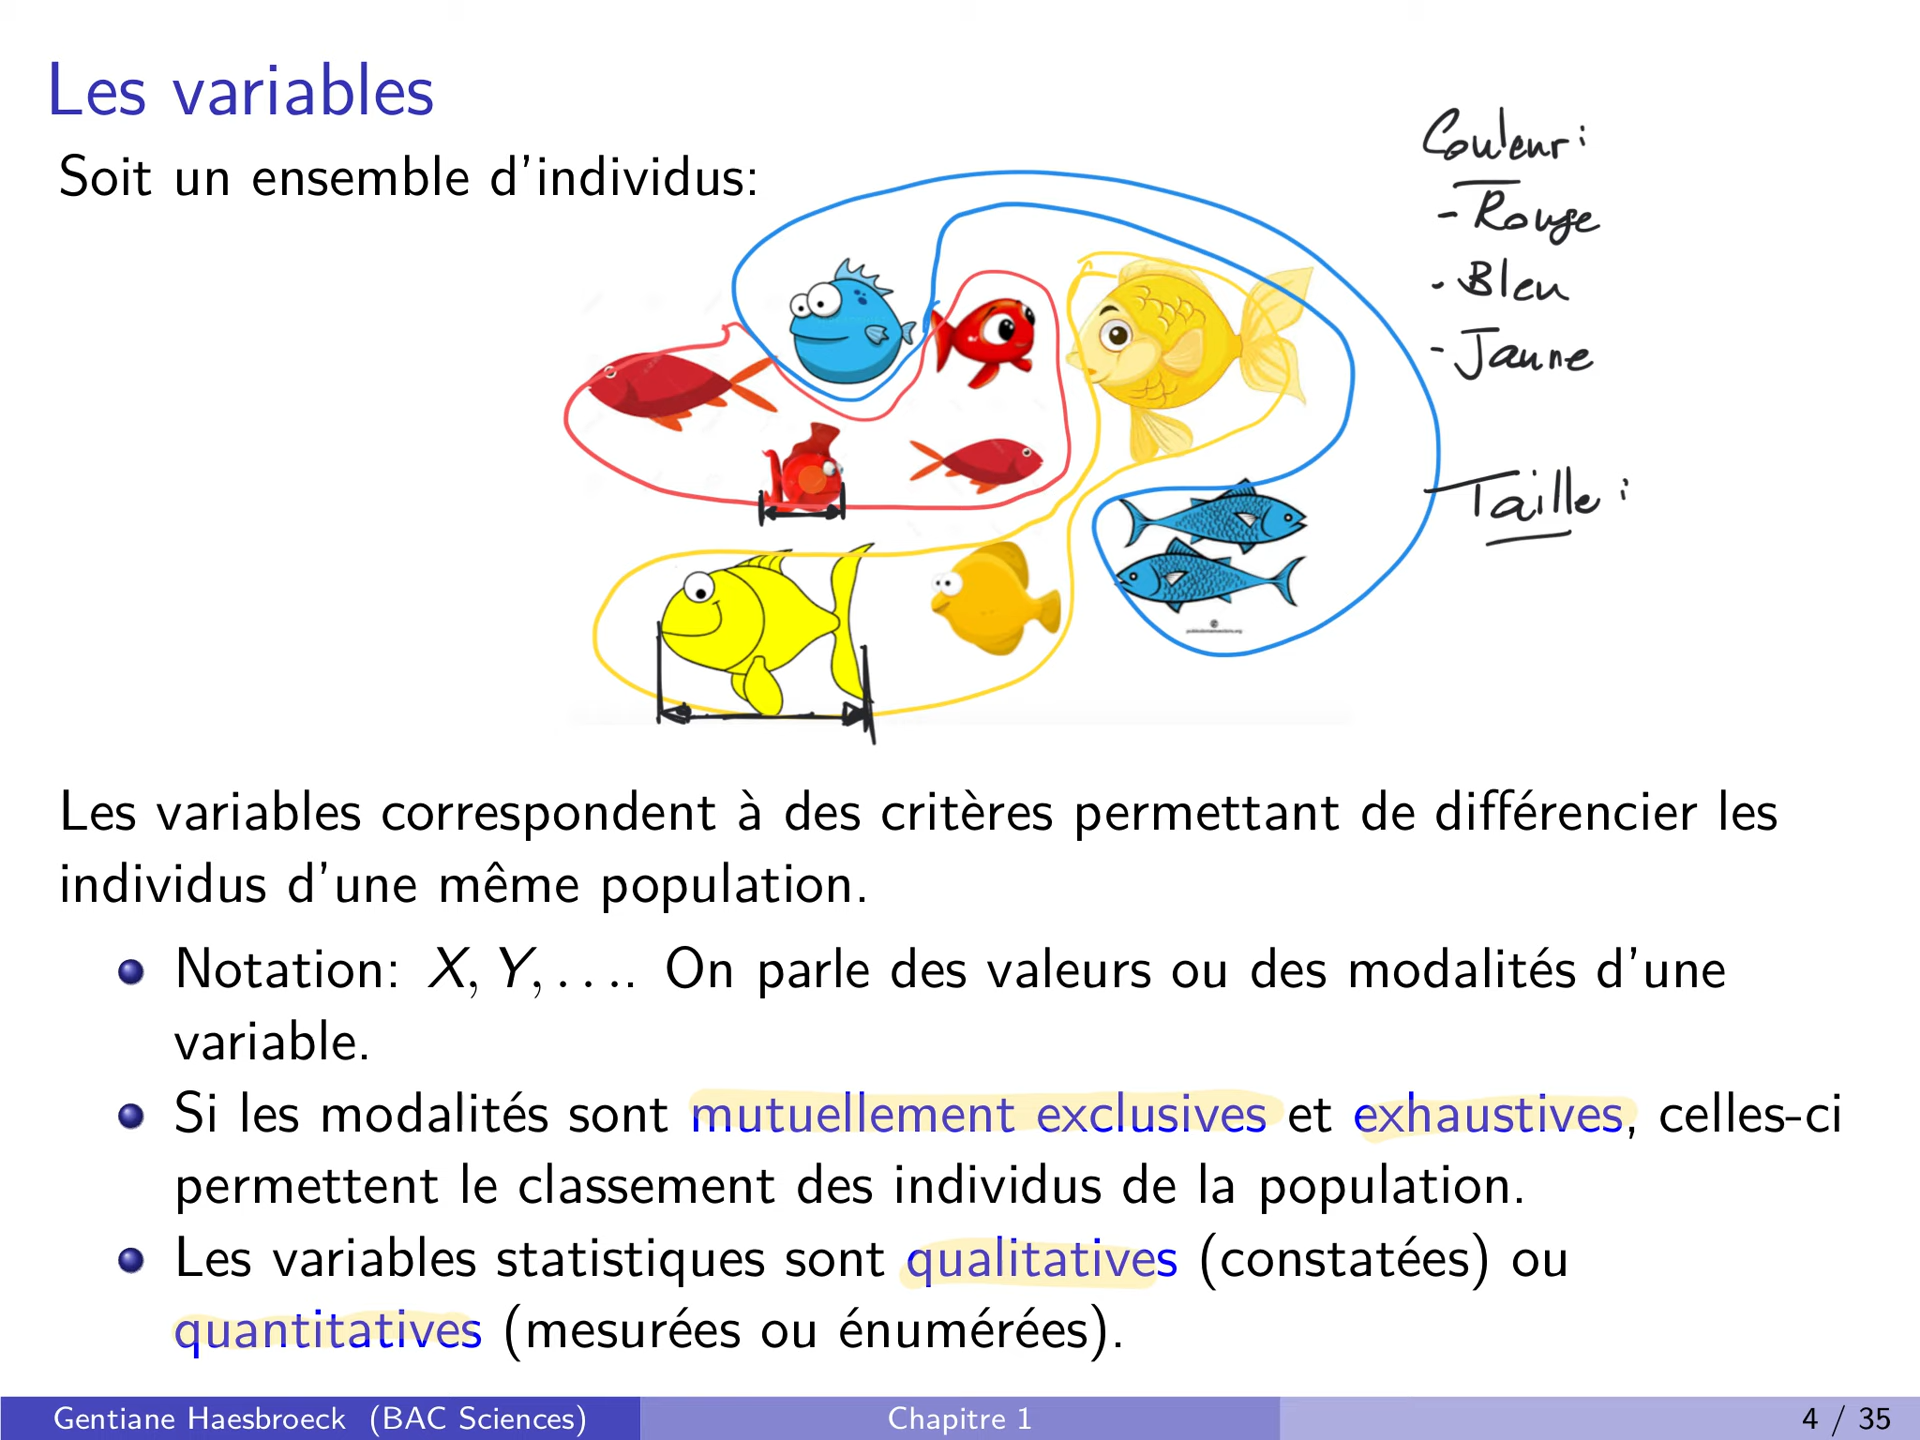 Les variables
Soit un ensemble d'individus:
Couleur:
- Rouge
- Bleu
- Jaune
Taille:
Les variables correspondent à des critères permettant de différencier les
individus d'une même population.
Notation: X, Y, . . .. On parle des valeurs ou des modalités d'une
variable.
Si les modalités sont mutuellement exclusives et exhaustives, celles-ci
permettent le classement des individus de la population.
Les variables statistiques sont qualitatives (constatées) ou
quantitatives (mesurées ou énumérées).
Gentiane Haesbroeck (BAC Sciences)
Chapitre 1
4 / 35